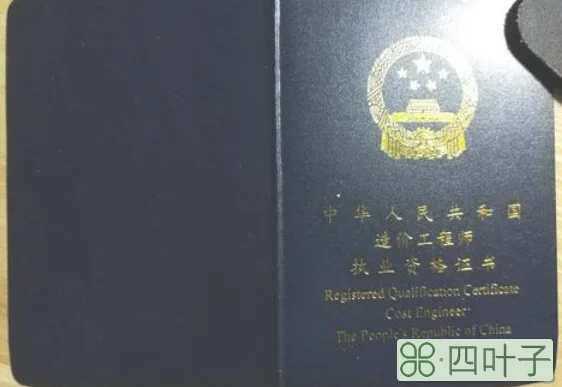 中华人民共和国
造价工程师
执业资格证书
Registered Qualification Certificate
Cost Engineer
The People's Republic of China
四叶子